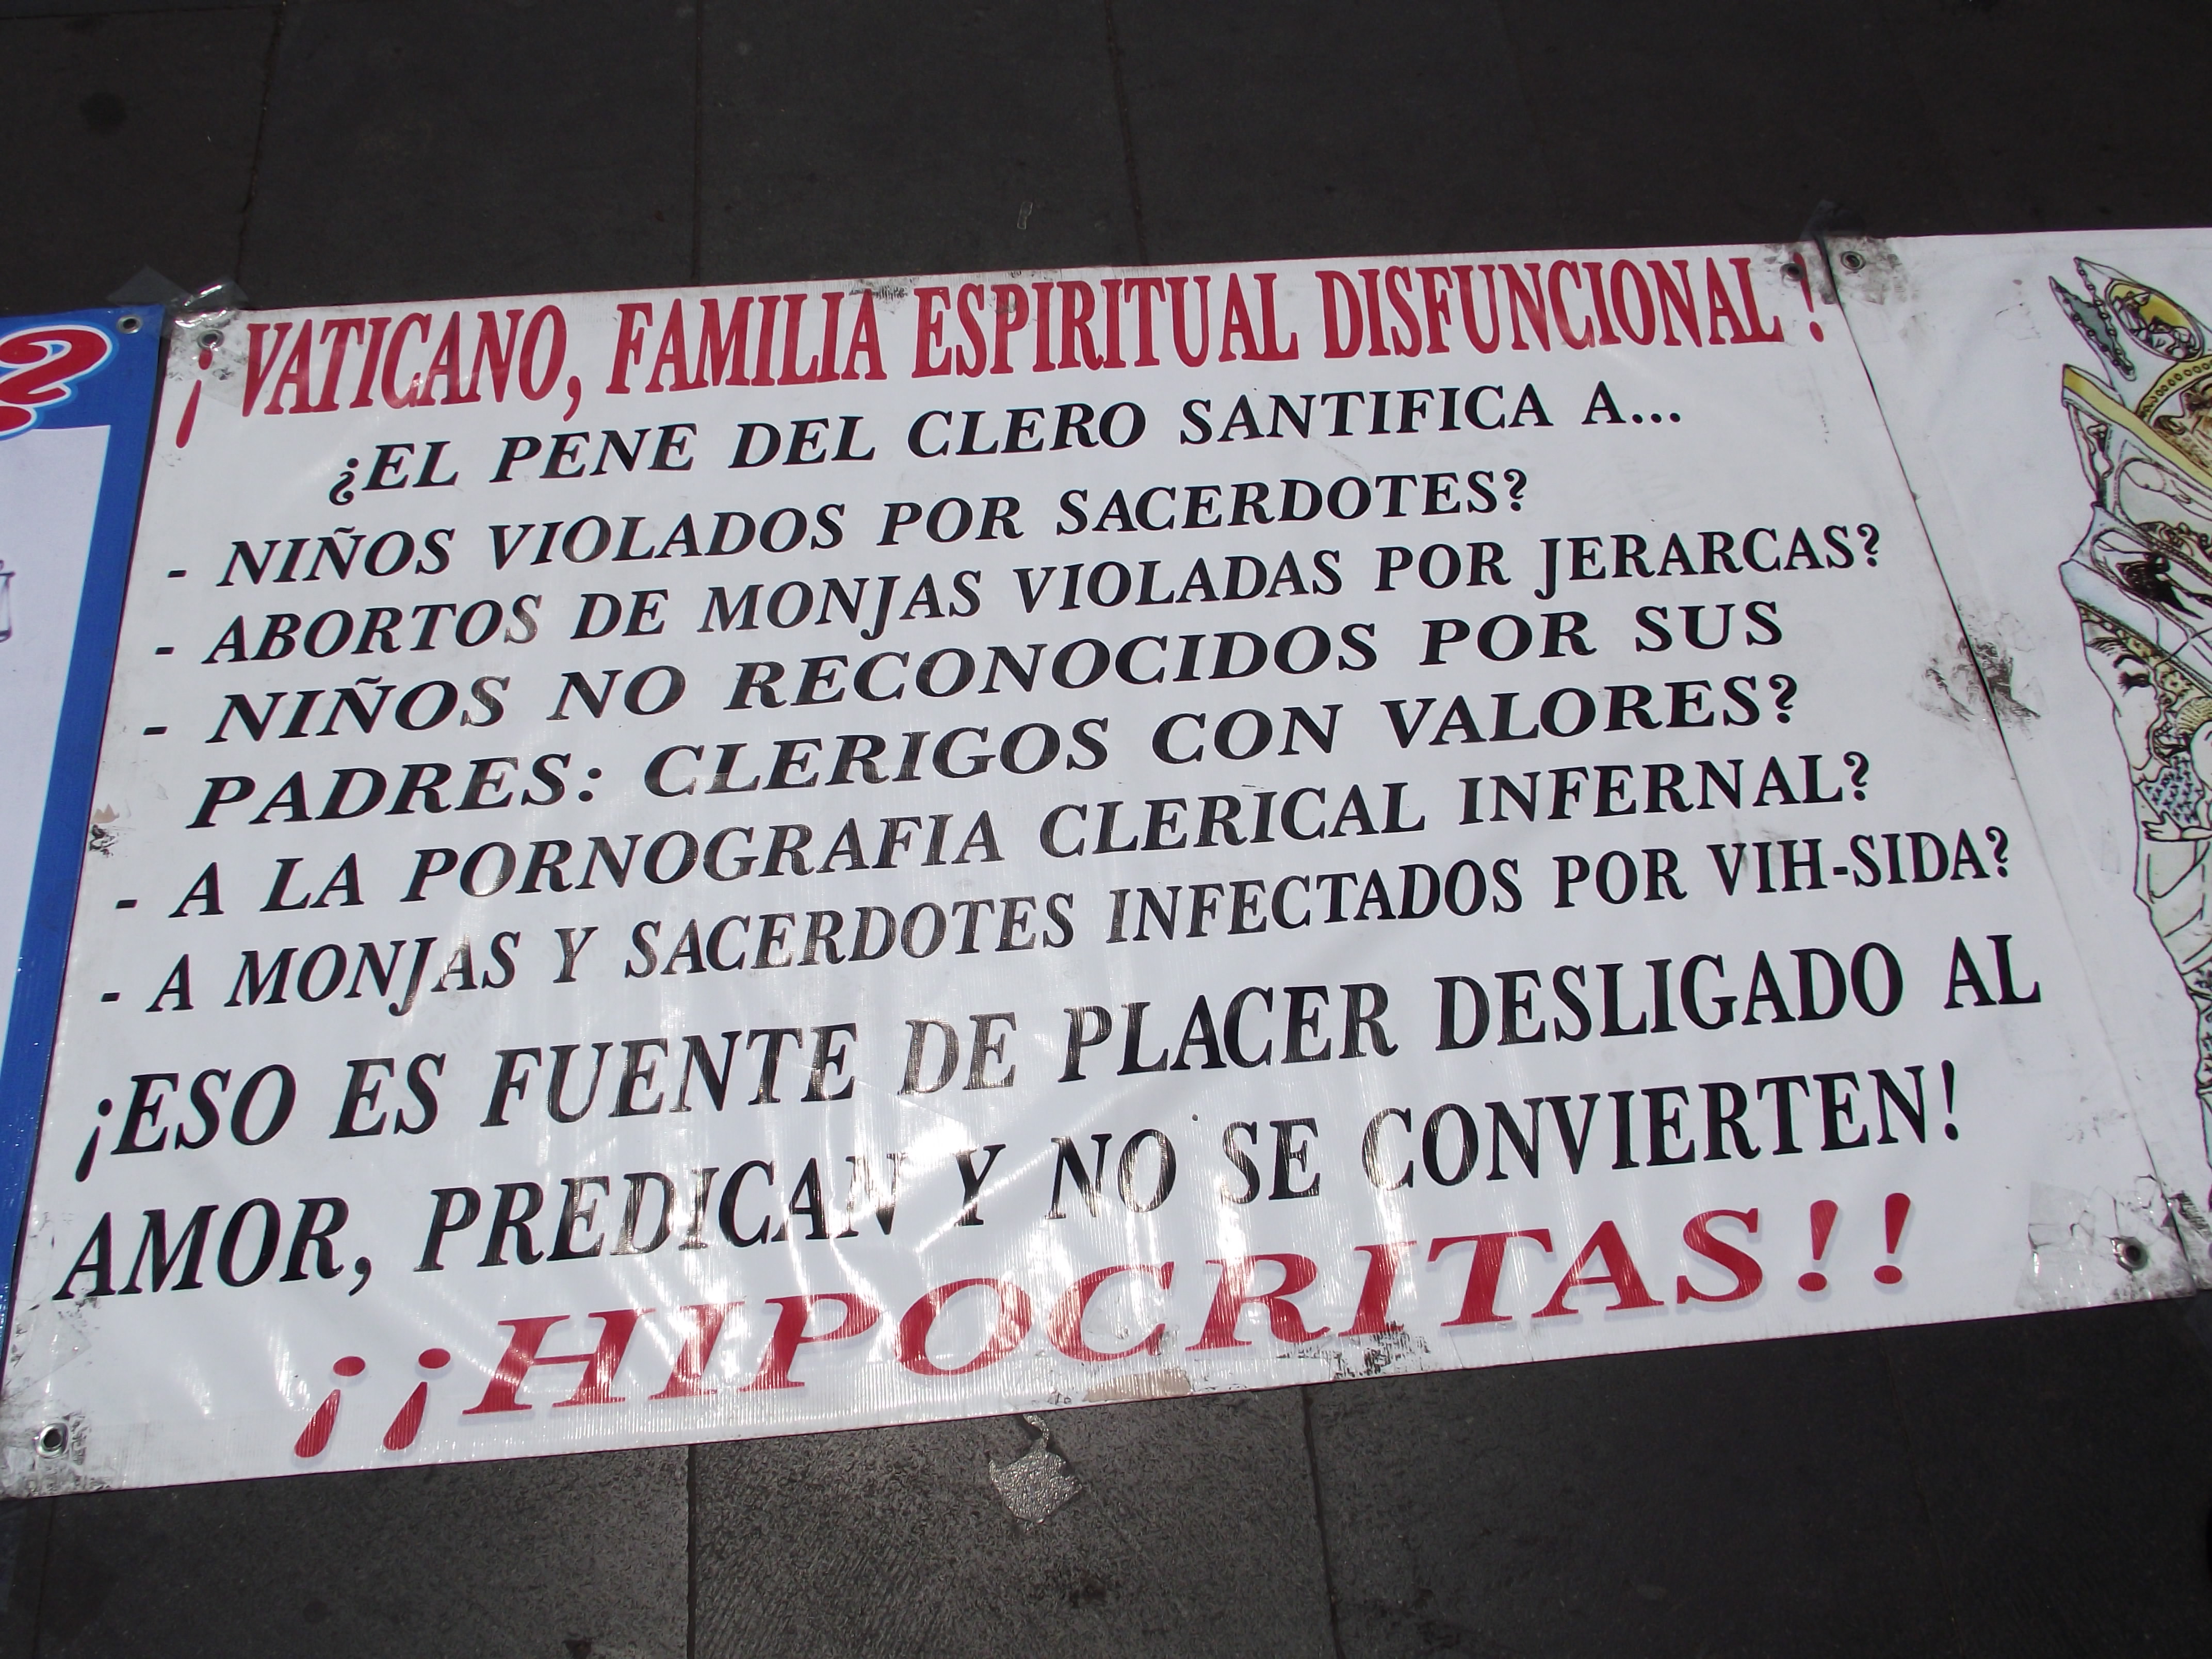 ¡VATICANO, FAMILIA ESPIRITUAL DISFUNCIONAL!
¿EL PENE DEL CLERO SANTIFICA A...
- NIÑOS VIOLADOS POR SACERDOTES?
- ABORTOS DE MONJAS VIOLADAS POR JERARCAS?
- NIÑOS NO RECONOCIDOS POR SUS
PADRES: CLERIGOS CON VALORES?
- A LA PORNOGRAFIA CLERICAL INFERNAL?
- A MONJAS Y SACERDOTES INFECTADOS POR VIH-SIDA?
¡ESO ES FUENTE DE PLACER DESLIGADO AL
AMOR, PREDICAN Y NO SE CONVIERTEN!
¡¡HIPOCRITAS!!
?